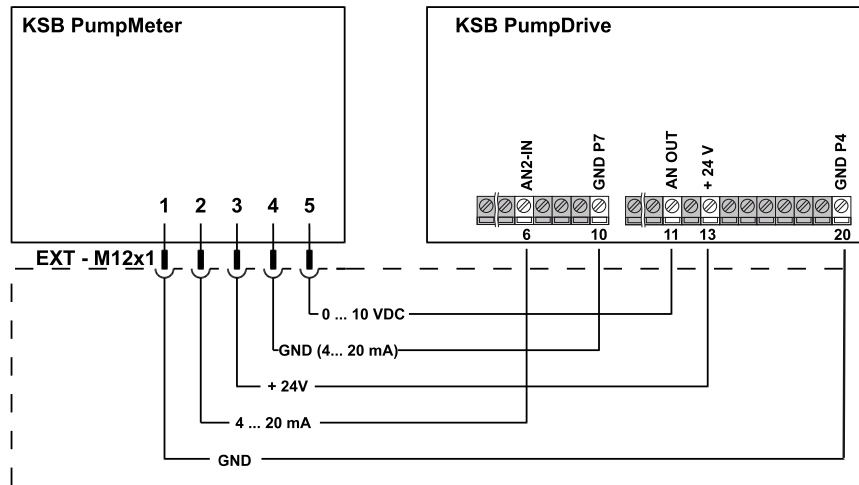 KSB PumpMeter
KSB PumpDrive
AN2-IN
GND P7
AN OUT
+ 24 V
GND P4
1 2 3 4 5
6 10 11 13 20
EXT - M12x1
0 ... 10 VDC
GND (4... 20 mA)
+ 24V
4 ... 20 mA
GND